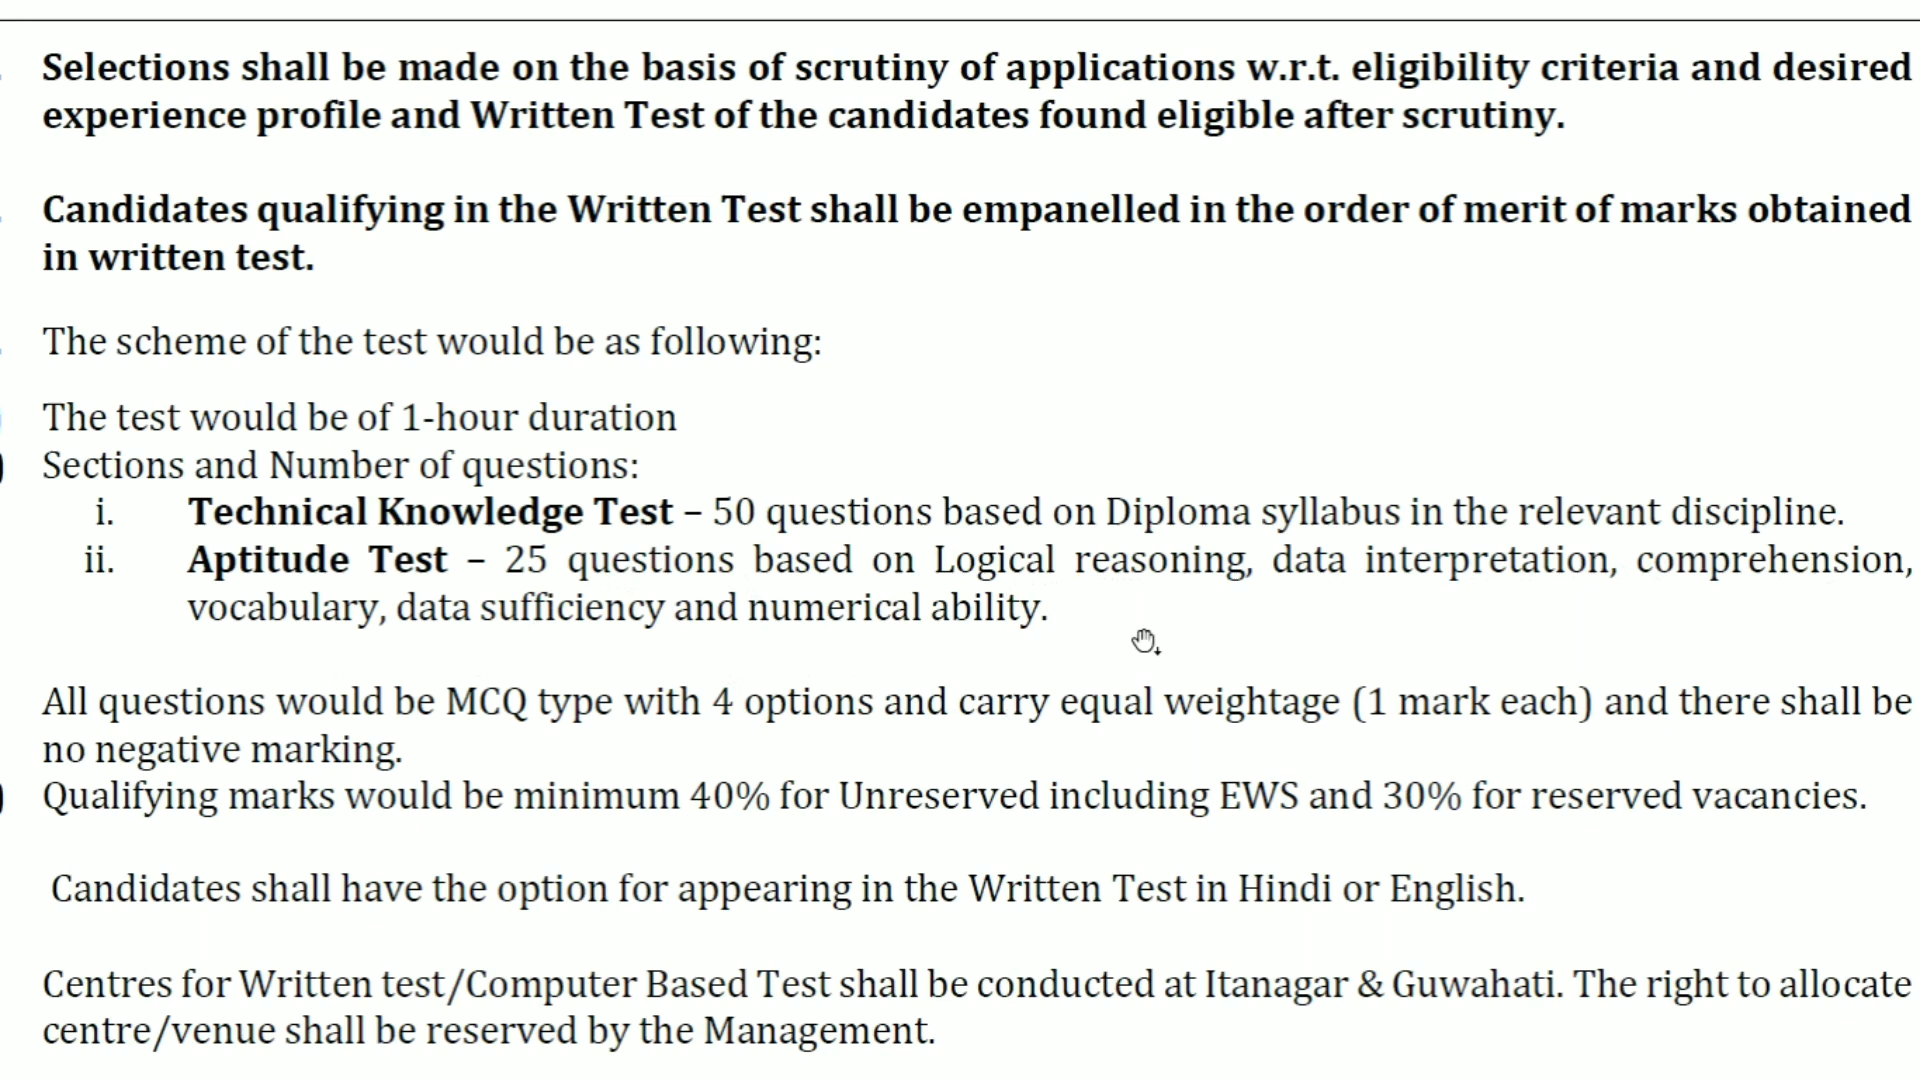 Selections shall be made on the basis of scrutiny of applications w.r.t. eligibility criteria and desired
experience profile and Written Test of the candidates found eligible after scrutiny.
Candidates qualifying in the Written Test shall be empanelled in the order of merit of marks obtained
in written test.
The scheme of the test would be as following:
The test would be of 1-hour duration
) Sections and Number of questions:
i. Technical Knowledge Test – 50 questions based on Diploma syllabus in the relevant discipline.
ii. Aptitude Test – 25 questions based on Logical reasoning, data interpretation, comprehension,
vocabulary, data sufficiency and numerical ability.
All questions would be MCQ type with 4 options and carry equal weightage (1 mark each) and there shall be
no negative marking.
) Qualifying marks would be minimum 40% for Unreserved including EWS and 30% for reserved vacancies.
Candidates shall have the option for appearing in the Written Test in Hindi or English.
Centres for Written test/Computer Based Test shall be conducted at Itanagar & Guwahati. The right to allocate
centre/venue shall be reserved by the Management.